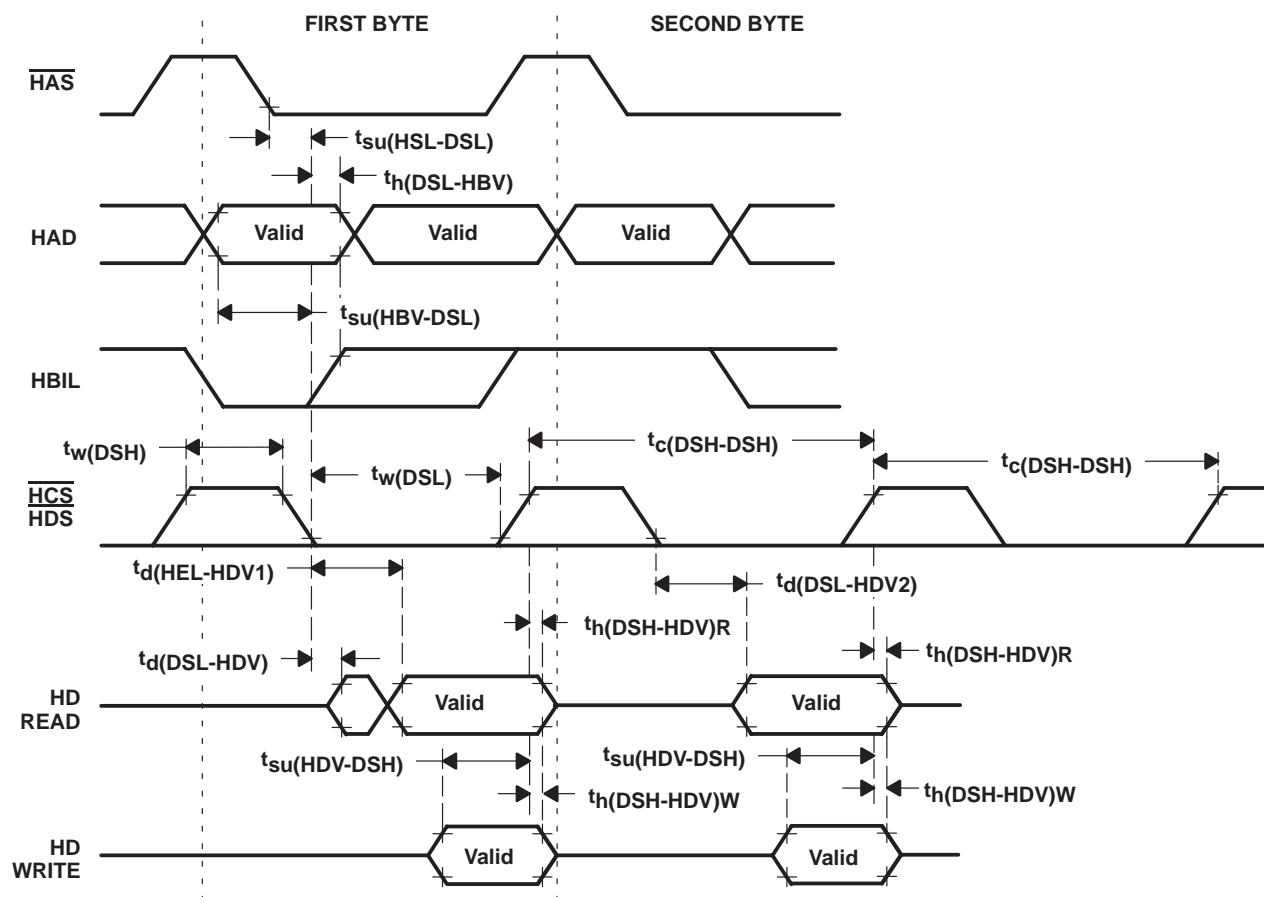 FIRST BYTE
SECOND BYTE
HAS
tsu(HSL-DSL)
th(DSL-HBV)
HAD
Valid
Valid
Valid
tsu(HBV-DSL)
HBIL
tw(DSH)
tc(DSH-DSH)
tc(DSH-DSH)
tw(DSL)
HCS
HDS
td(HEL-HDV1)
td(DSL-HDV2)
th(DSH-HDV)R
td(DSL-HDV)
th(DSH-HDV)R
HD
READ
Valid
Valid
tsu(HDV-DSH)
tsu(HDV-DSH)
th(DSH-HDV)W
th(DSH-HDV)W
HD
WRITE
Valid
Valid